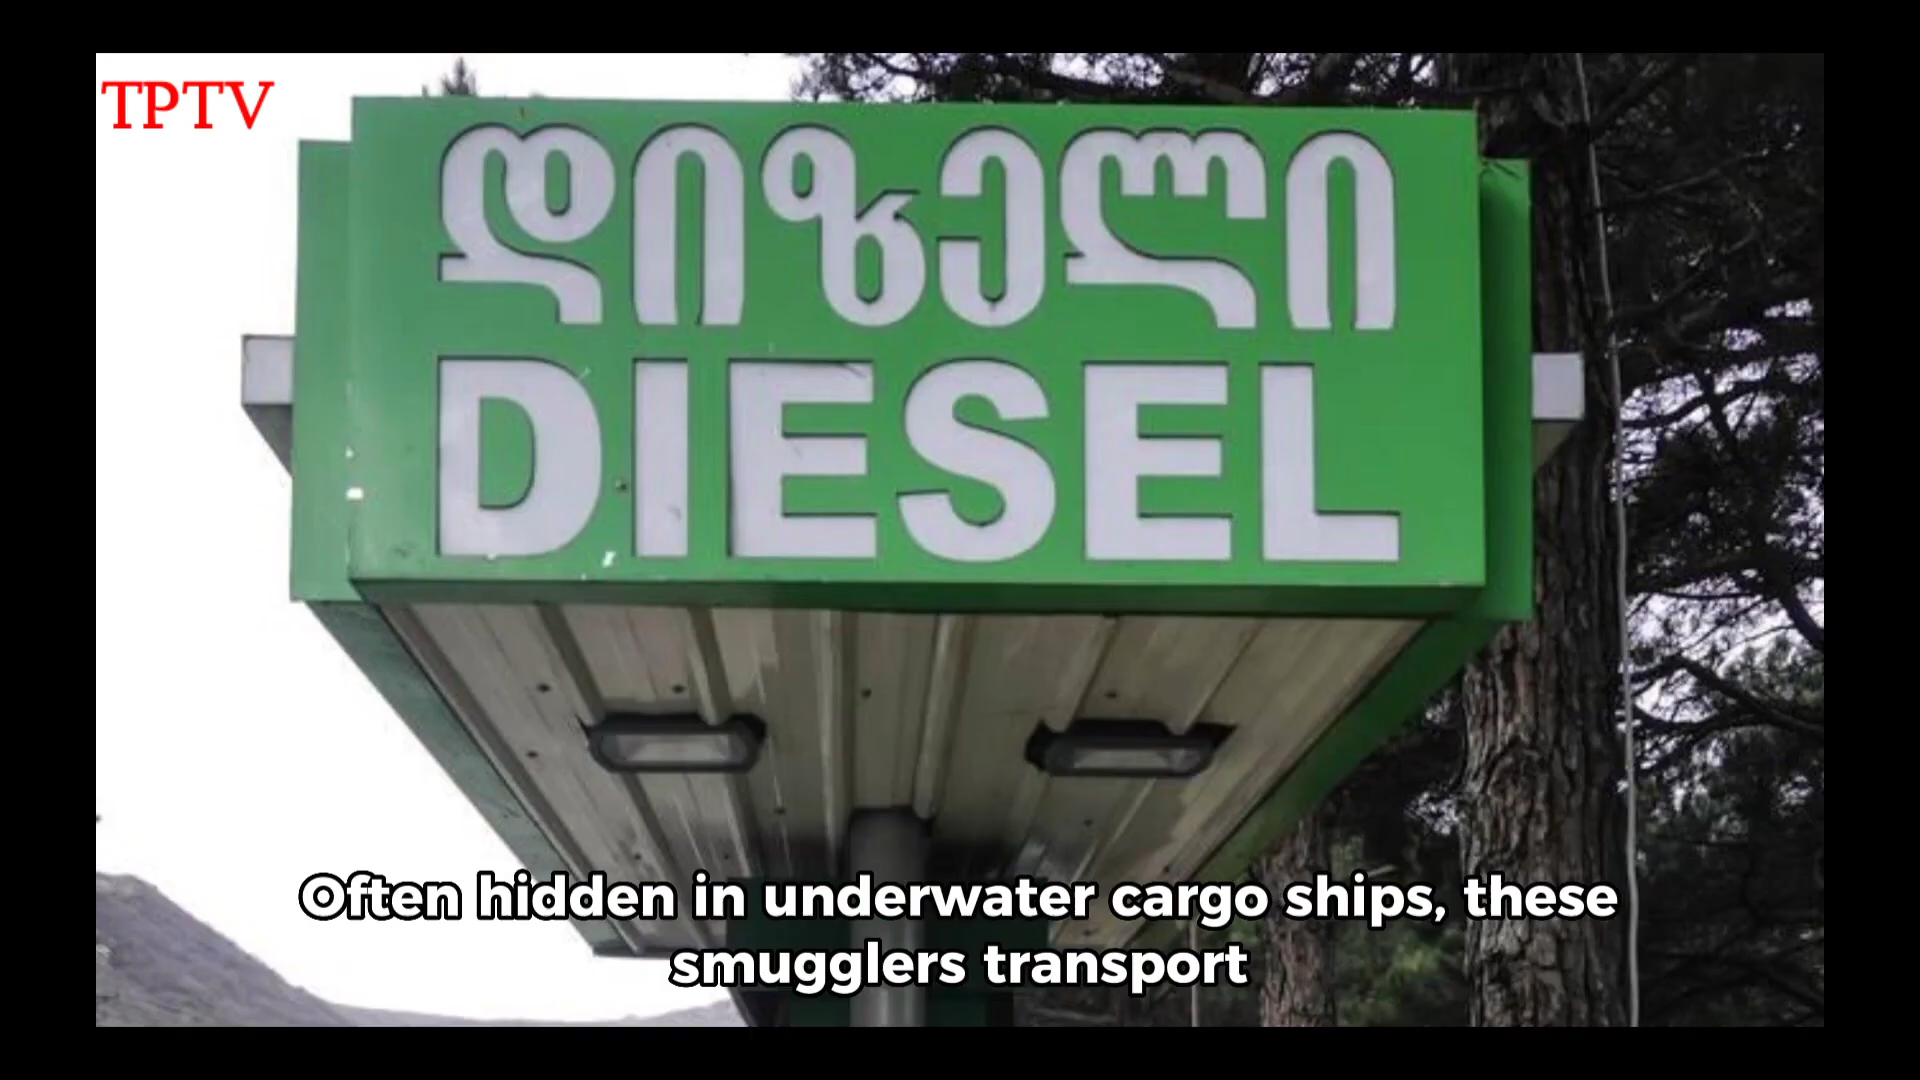 TPTV
დიზელი
DIESEL
Often hidden in underwater cargo ships, these
smugglers transport